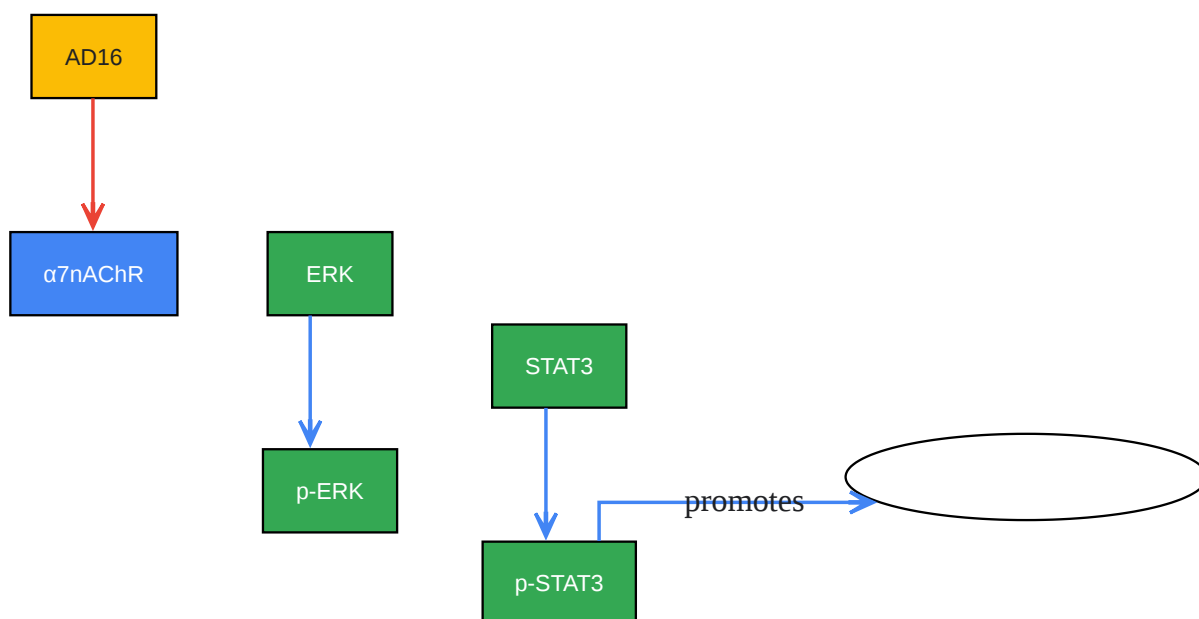 AD16
α7nAChR
ERK
STAT3
p-ERK
promotes
p-STAT3